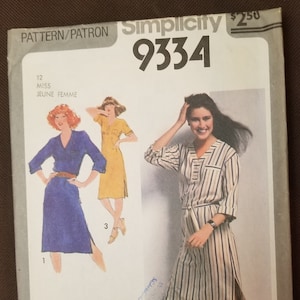 Simplicity
$2.50
PATTERN/PATRON
9334
12
MISS
JEUNE FEMME
3
1